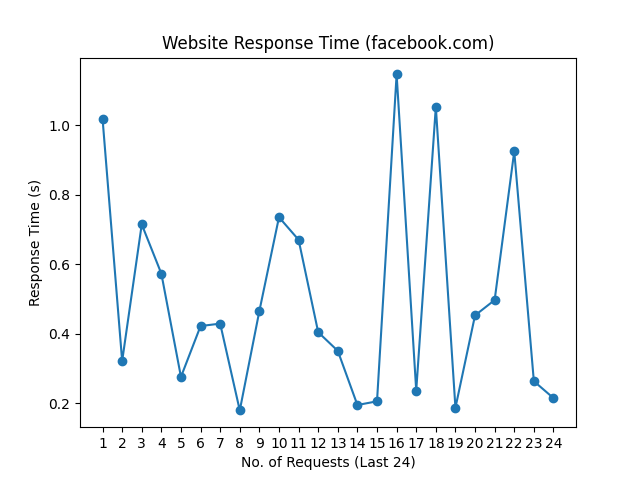 Website Response Time (facebook.com)
Response Time (s)
1.0
0.8
0.6
0.4
0.2
1 2 3 4 5 6 7 8 9 10 11 12 13 14 15 16 17 18 19 20 21 22 23 24
No. of Requests (Last 24)